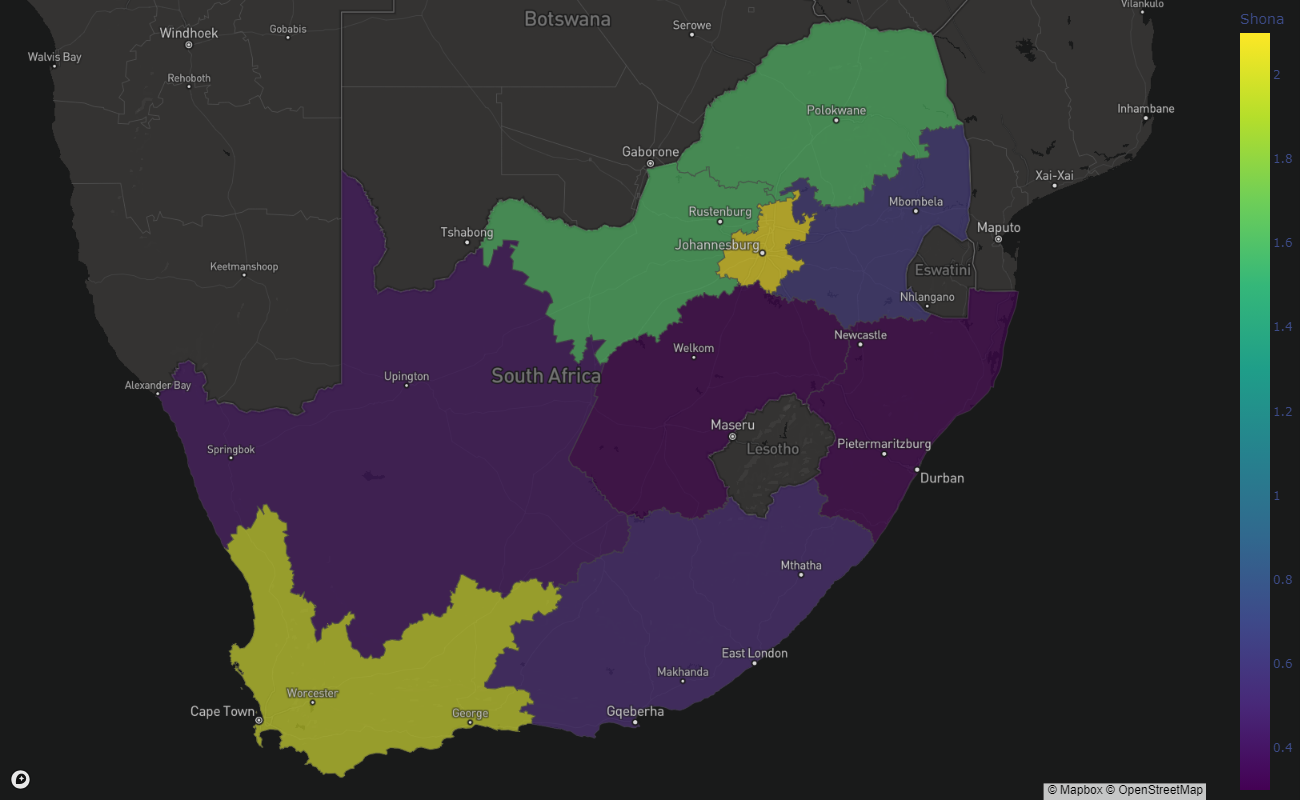 Vilankulo
Shona
Botswana
Serowe
Gobabis
Windhoek
Walvis Bay
Rehoboth
2
Polokwane
Inhambane
Gaborone
1.8
Xai-Xai
Mbombela
Rustenburg
Maputo
Tshabong
1.6
Johannesburg
Keetmanshoop
Eswatini
Nhlangano
1.4
Newcastle
Welkom
South Africa
Upington
Alexander Bay
1.2
Maseru
Pietermaritzburg
Lesotho
Springbok
Durban
1
Mthatha
0.8
East London
0.6
Makhanda
Worcester
Cape Town
George
Gqeberha
0.4
© Mapbox © OpenStreetMap